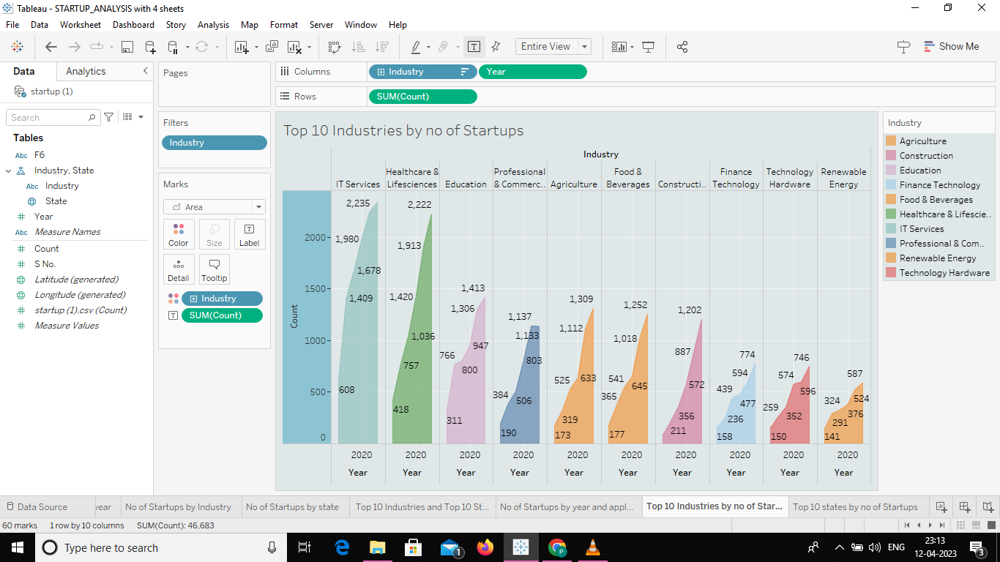 Tableau - STARTUP_ANALYSIS with 4 sheets
File Data Worksheet Dashboard Story Analysis Map Format Server Window Help
Entire View
Show Me
Data Analytics
startup (1)
Search
Tables
Abc F6
Industry, State
Abc Industry
State
Year
Abc Measure Names
Count
S No.
Latitude (generated)
Longitude (generated)
startup (1).csv (Count)
Measure Values
Pages
Filters
Industry
Marks
Area
Color Size Label
Detail Tooltip
Industry
SUM(Count)
Columns Industry Year
Rows SUM(Count)
Top 10 Industries by no of Startups
Industry
IT Services
Healthcare &
Lifesciences
Education
Professional
& Commerc..
Agriculture
Food &
Beverages
Constructi..
Finance
Technology
Technology
Hardware
Renewable
Energy
Count
2000
1500
1000
500
0
2,235
1,980
1,678
1,409
608
2,222
1,913
1,420
1,036
757
418
1,413
1,306
947
766
800
311
1,137
1,133
803
384
506
190
1,309
1,112
525
633
319
173
1,252
1,018
541
645
365
177
1,202
887
572
356
211
774
594
439
477
236
158
746
574
596
259
352
150
587
524
324
376
291
141
2020 2020 2020 2020 2020 2020 2020 2020 2020 2020
Year Year Year Year Year Year Year Year Year Year
Industry
Agriculture
Construction
Education
Finance Technology
Food & Beverages
Healthcare & Lifescie..
IT Services
Professional & Com..
Renewable Energy
Technology Hardware
Data Source year No of Startups by Industry No of Startups by state Top 10 Industries and Top 10 St... No of Startups by year and appl... Top 10 Industries by no of Star... Top 10 states by no of Startups
60 marks 1 row by 10 columns SUM(Count): 46,683
Type here to search
1
ENG
23:13
12-04-2023
3